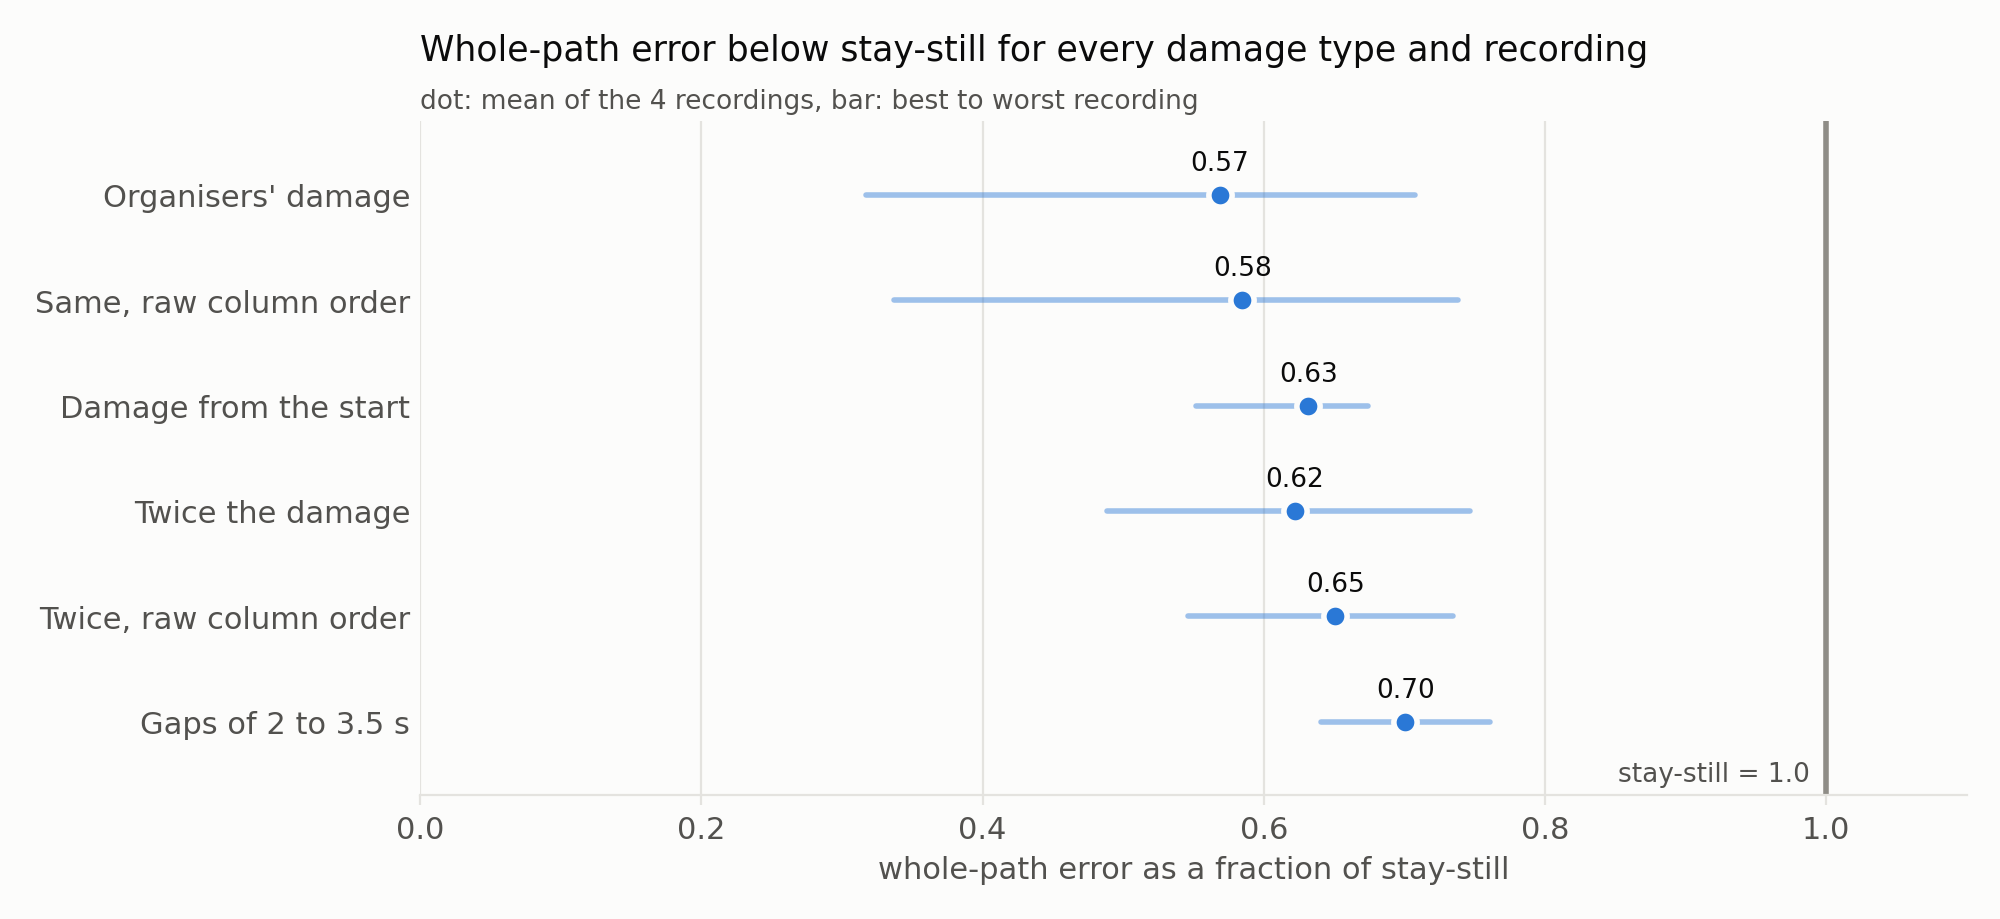 Whole-path error below stay-still for every damage type and recording
dot: mean of the 4 recordings, bar: best to worst recording
Organisers' damage
0.57
Same, raw column order
0.58
Damage from the start
0.63
Twice the damage
0.62
Twice, raw column order
0.65
Gaps of 2 to 3.5 s
0.70
stay-still = 1.0
0.0 0.2 0.4 0.6 0.8 1.0
whole-path error as a fraction of stay-still